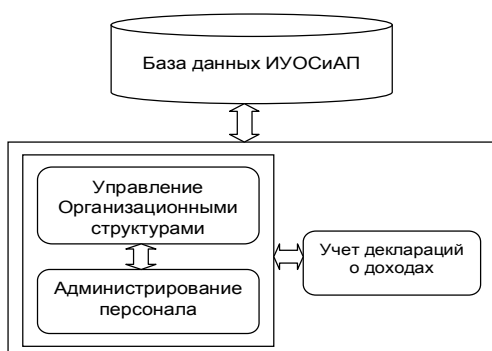 База данных ИУОСиАП
Управление
Организационными
структурами
Учет деклараций
о доходах
Администрирование
персонала